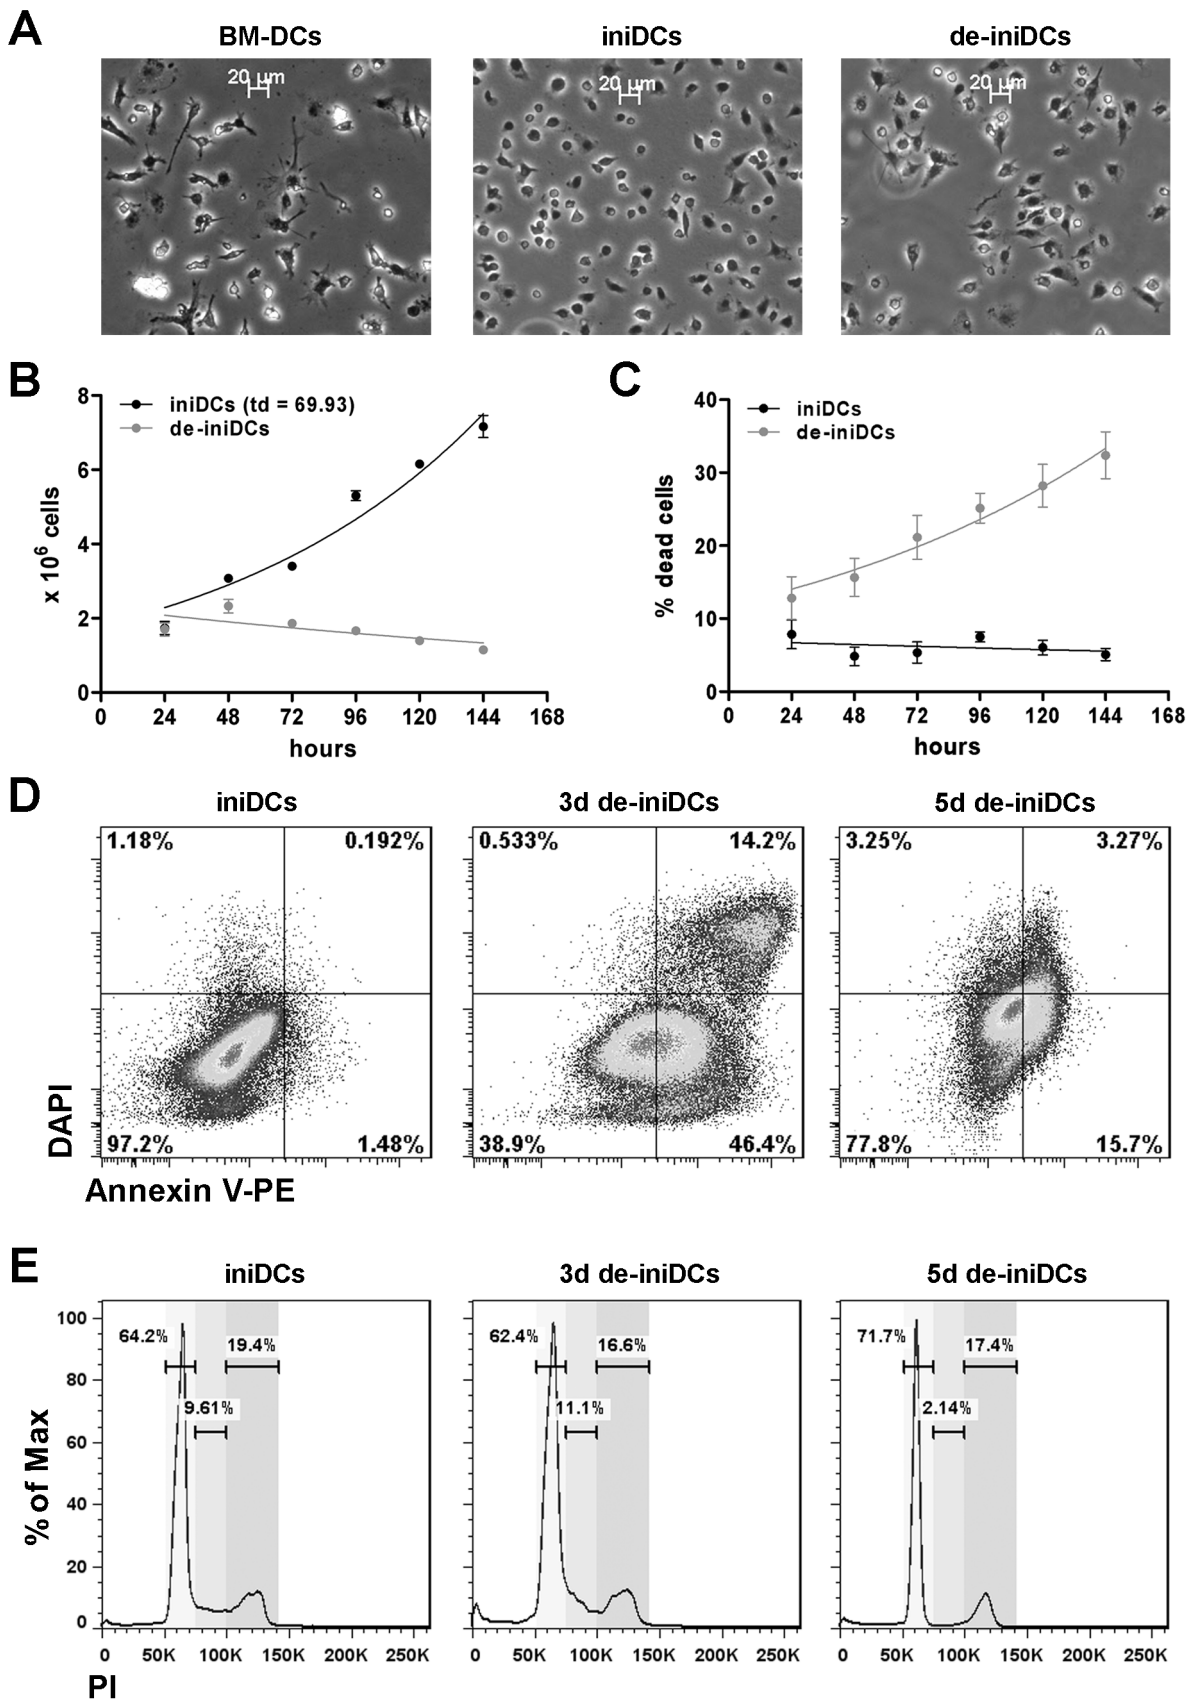 A
BM-DCs
iniDCs
de-iniDCs
20 µm
20 µm
20 µm
B
8
6
4
2
0
x 10⁶ cells
iniDCs (td = 69.93)
de-iniDCs
0 24 48 72 96 120 144 168
hours
C
40
30
20
10
0
% dead cells
iniDCs
de-iniDCs
0 24 48 72 96 120 144 168
hours
D
iniDCs
3d de-iniDCs
5d de-iniDCs
1.18% 0.192%
97.2% 1.48%
0.533% 14.2%
38.9% 46.4%
3.25% 3.27%
77.8% 15.7%
DAPI
Annexin V-PE
E
iniDCs
3d de-iniDCs
5d de-iniDCs
% of Max
100
80
60
40
20
0
64.2%
19.4%
9.61%
0 50K 100K 150K 200K 250K
62.4%
16.6%
11.1%
0 50K 100K 150K 200K 250K
71.7%
17.4%
2.14%
0 50K 100K 150K 200K 250K
PI